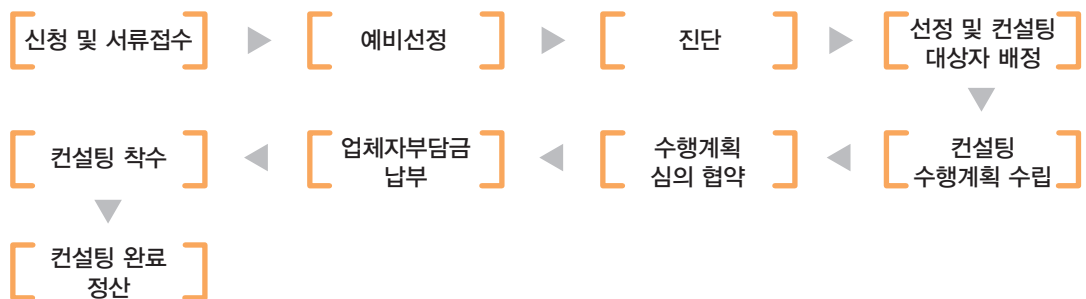 신청 및 서류접수
예비선정
진단
선정 및 컨설팅
대상자 배정
컨설팅
수행계획 수립
수행계획
심의 협약
업체자부담금
납부
컨설팅 착수
컨설팅 완료
정산